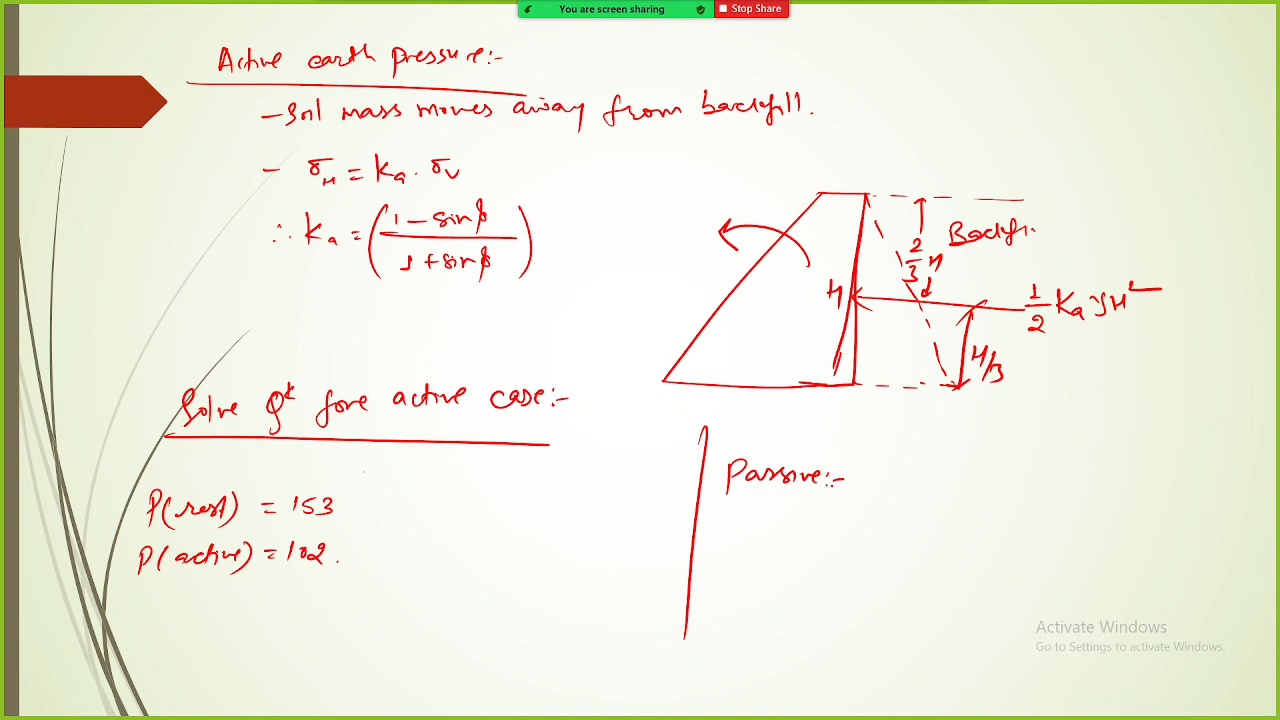 You are screen sharing
Stop Share
Active earth pressure:-
- Soil mass moves away from backfill.
- σH = Ka . σv
∴ Ka = (1 - sinφ / 1 + sinφ)
Backfi.
2/3 H
H
1/2 Ka γH²
H/3
Solve for active case:-
Passive:-
P(rest) = 153
P(active) = 102.
Activate Windows
Go to Settings to activate Windows.